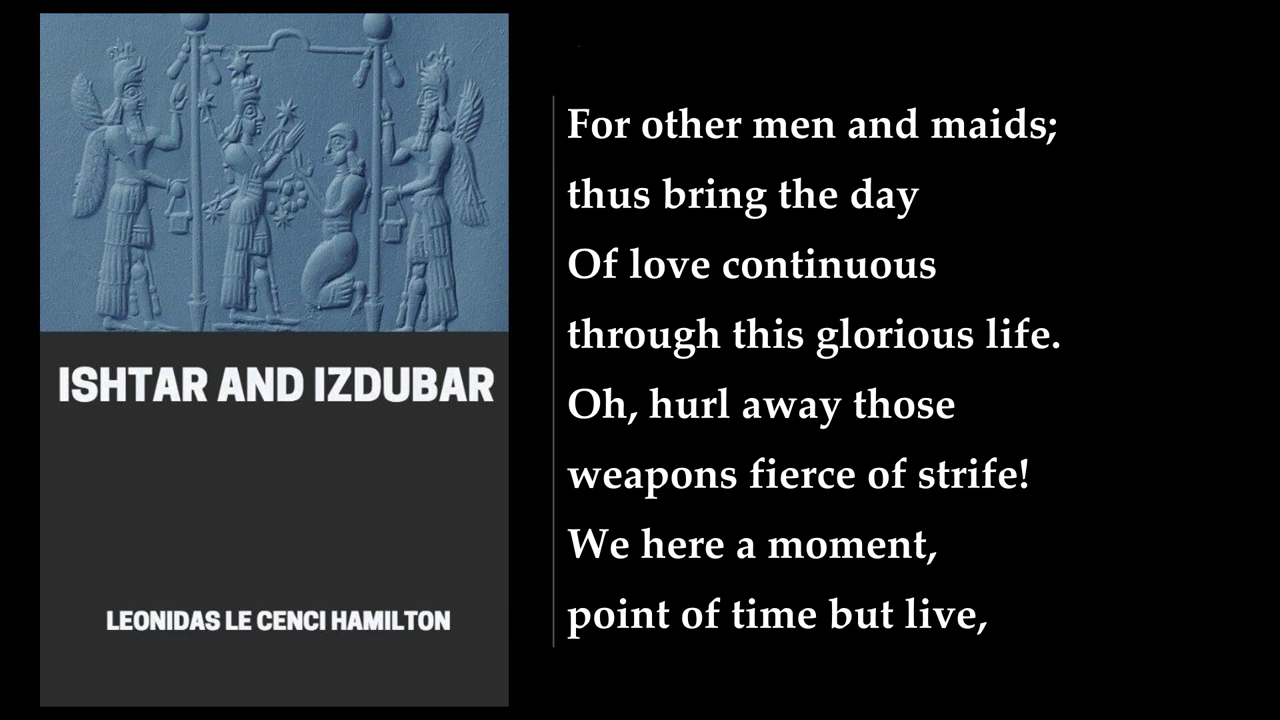 ISHTAR AND IZDUBAR
LEONIDAS LE CENCI HAMILTON
For other men and maids;
thus bring the day
Of love continuous
through this glorious life.
Oh, hurl away those
weapons fierce of strife!
We here a moment,
point of time but live,